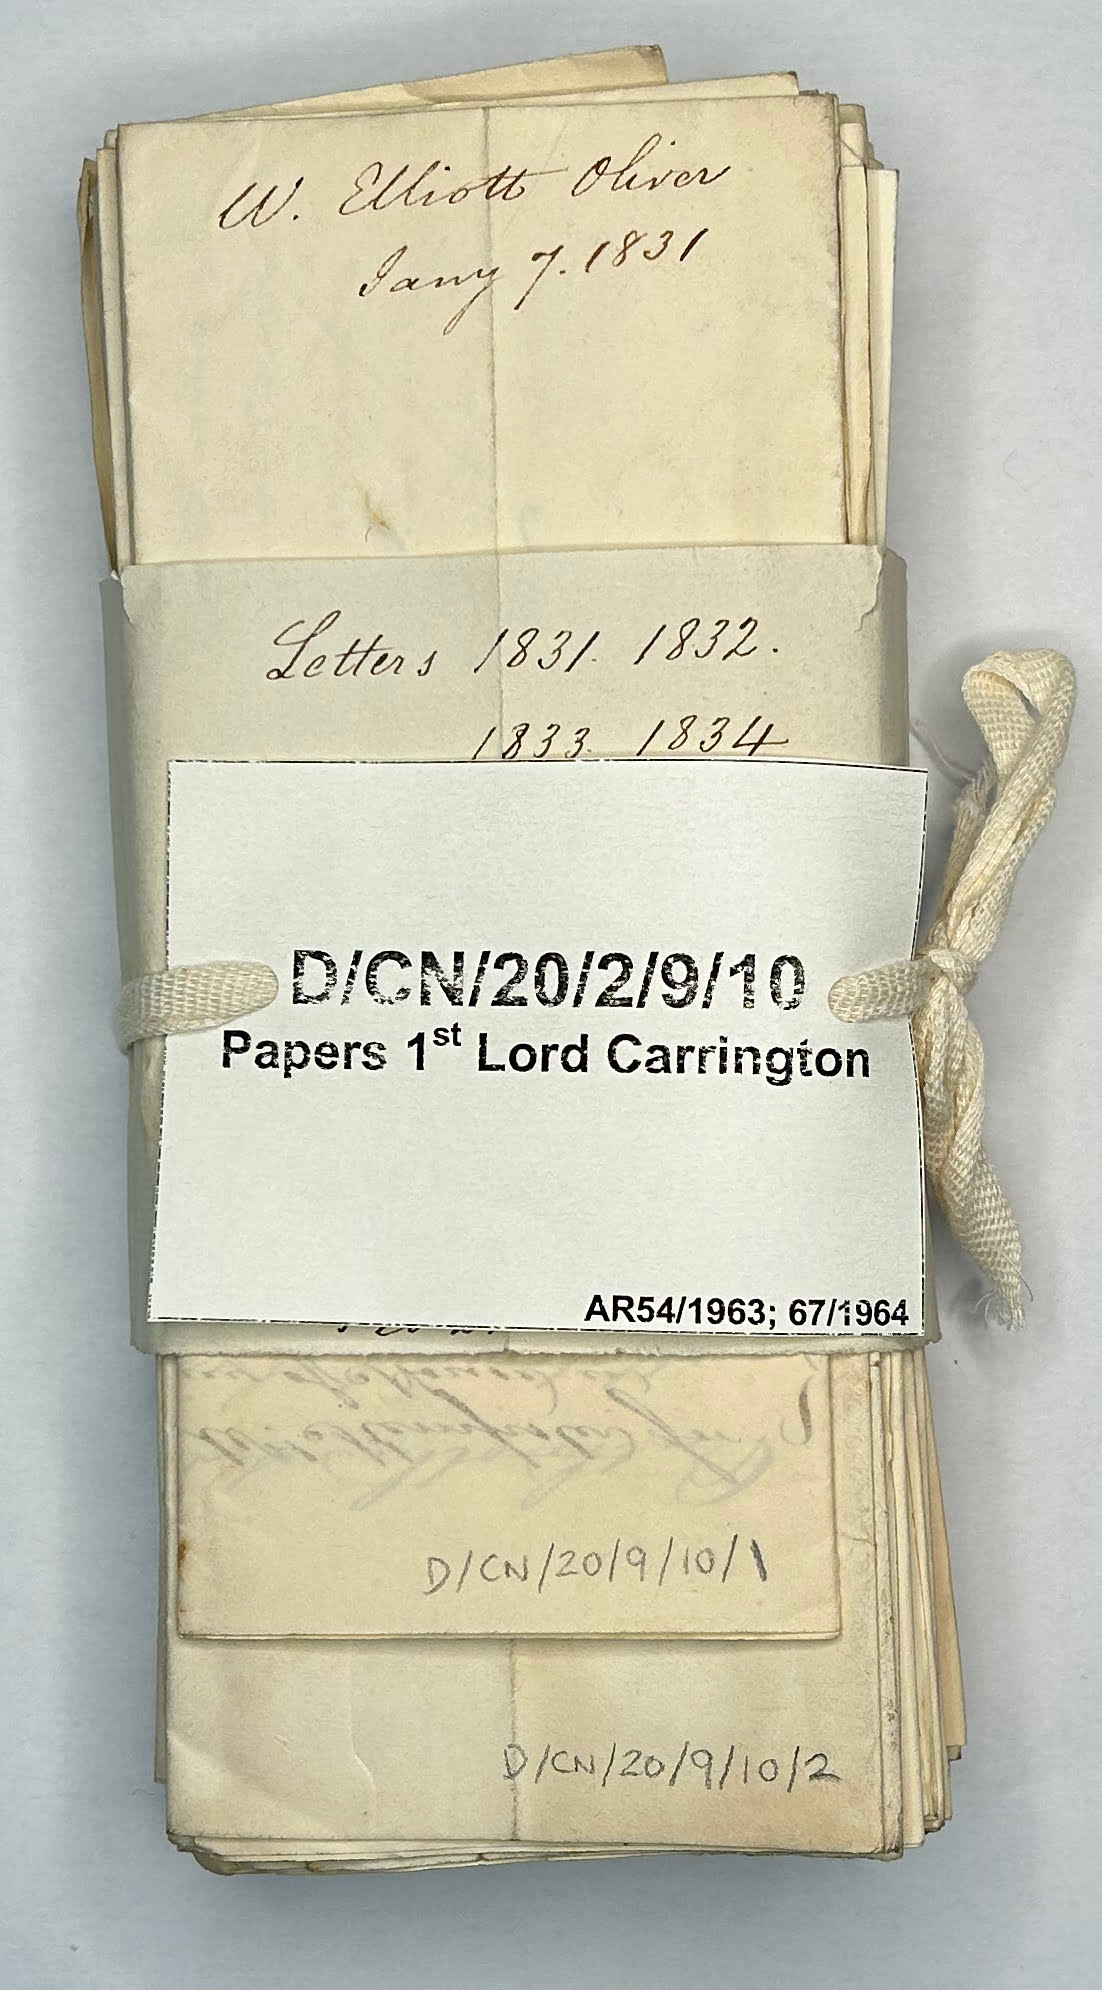 W. Elliott Oliver
Jany 7. 1831
Letters 1831. 1832.
1833. 1834
D/CN/20/2/9/10
Papers 1st Lord Carrington
AR54/1963; 67/1964
D/CN/20/9/10/1
D/CN/20/9/10/2